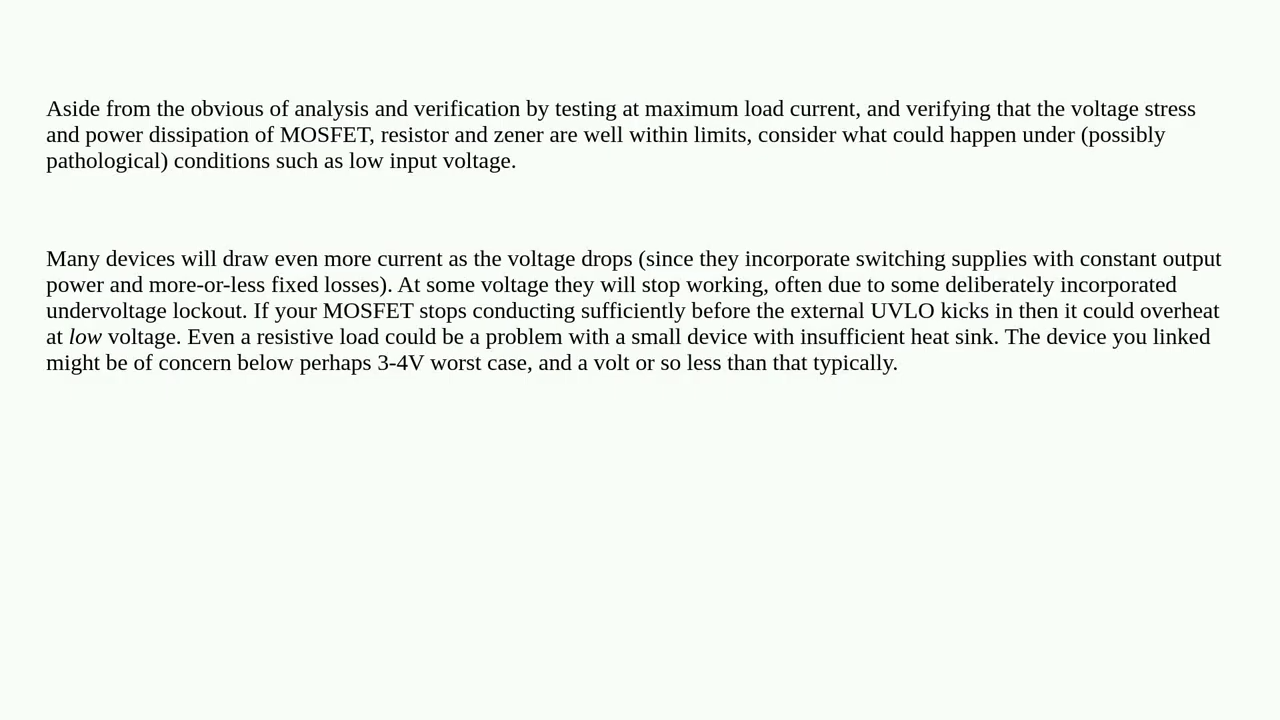 Aside from the obvious of analysis and verification by testing at maximum load current, and verifying that the voltage stress
and power dissipation of MOSFET, resistor and zener are well within limits, consider what could happen under (possibly
pathological) conditions such as low input voltage.
Many devices will draw even more current as the voltage drops (since they incorporate switching supplies with constant output
power and more-or-less fixed losses). At some voltage they will stop working, often due to some deliberately incorporated
undervoltage lockout. If your MOSFET stops conducting sufficiently before the external UVLO kicks in then it could overheat
at low voltage. Even a resistive load could be a problem with a small device with insufficient heat sink. The device you linked
might be of concern below perhaps 3-4V worst case, and a volt or so less than that typically.